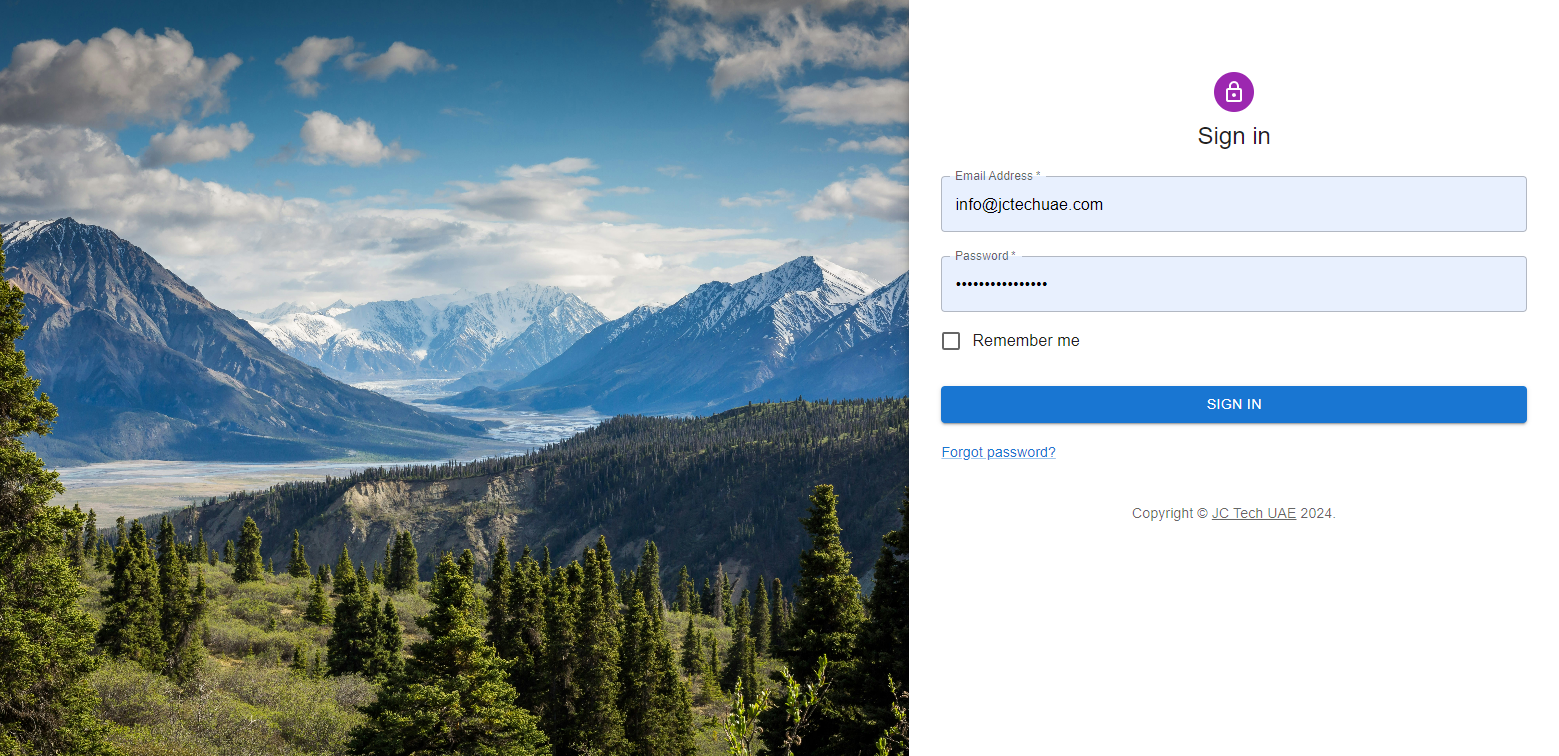 Sign in
Email Address *
info@jctechuae.com
Password *
••••••••••••••••
Remember me
SIGN IN
Forgot password?
Copyright © JC Tech UAE 2024.